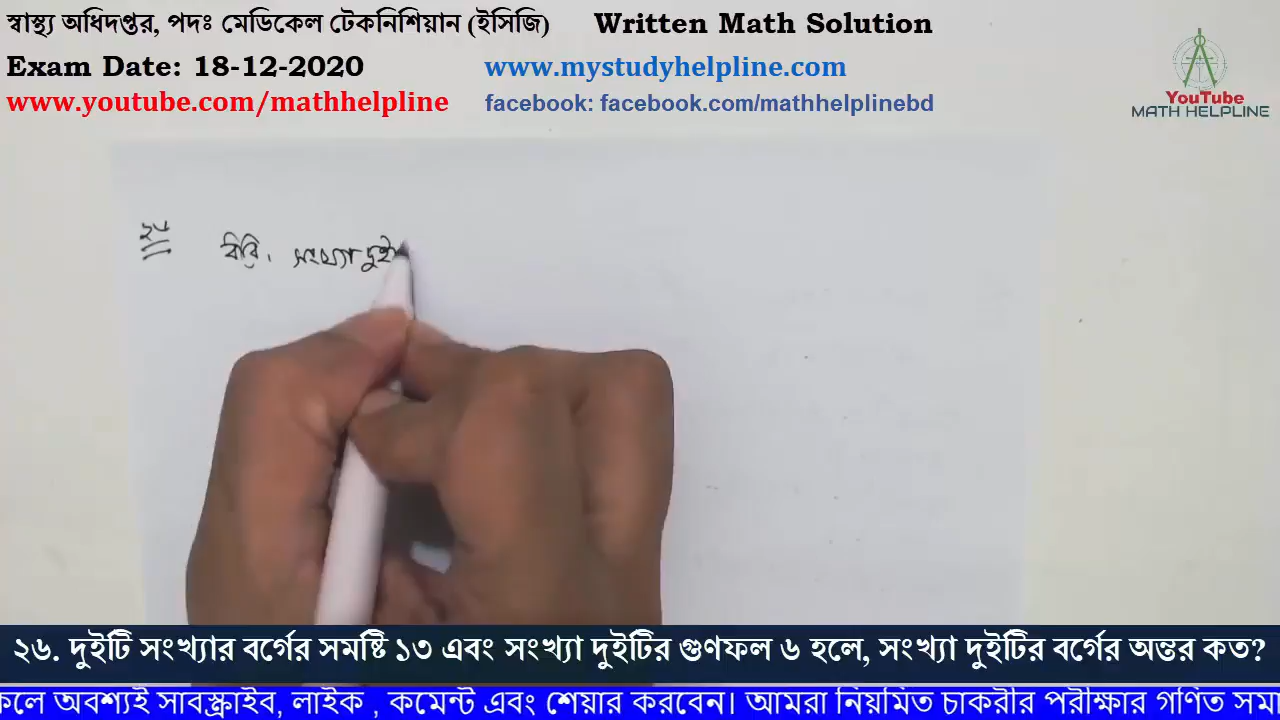 স্বাস্থ্য অধিদপ্তর, পদঃ মেডিকেল টেকনিশিয়ান (ইসিজি) Written Math Solution
Exam Date: 18-12-2020 www.mystudyhelpline.com
www.youtube.com/mathhelpline facebook: facebook.com/mathhelplinebd
YouTube
MATH HELPLINE
২৬ ধরি, সংখ্যা দুই
২৬. দুইটি সংখ্যার বর্গের সমষ্টি ১৩ এবং সংখ্যা দুইটির গুণফল ৬ হলে, সংখ্যা দুইটির বর্গের অন্তর কত?
কলে অবশ্যই সাবস্ক্রাইব, লাইক , কমেন্ট এবং শেয়ার করবেন। আমরা নিয়মিত চাকরীর পরীক্ষার গণিত সমা